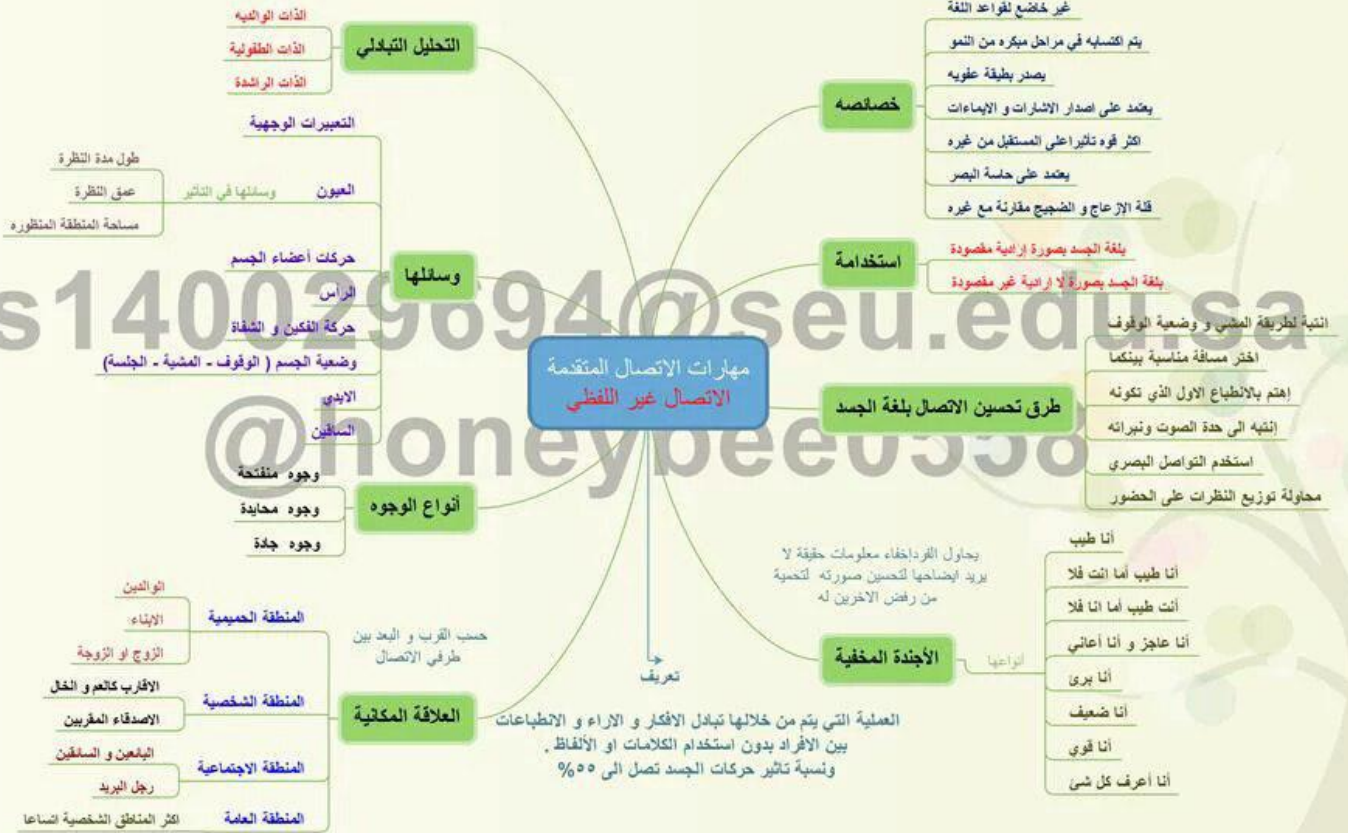 مهارات الاتصال المتقدمة
الاتصال غير اللفظي
تعريف
العملية التي يتم من خلالها تبادل الافكار و الاراء و الانطباعات
بين الافراد بدون استخدام الكلامات او الألفاظ .
ونسبة تاثير حركات الجسد تصل الى ٥٥%
خصائصه
غير خاضع لقواعد اللغة
يتم اكتسابه في مراحل مبكره من النمو
يصدر بطيقة عفويه
يعتمد على اصدار الاشارات و الايماءات
اكثر قوه تأثيراعلى المستقبل من غيره
يعتمد على حاسة البصر
قلة الإزعاج و الضجيج مقارنة مع غيره
استخدامة
بلغة الجسد بصورة إرادية مقصودة
بلغة الجسد بصورة لا ارادية غير مقصودة
طرق تحسين الاتصال بلغة الجسد
انتبة لطريقة المشي و وضعية الوقوف
اختر مسافة مناسبة بينكما
إهتم بالانطباع الاول الذي تكونه
إنتبه الى حدة الصوت ونبراته
استخدم التواصل البصري
محاولة توزيع النظرات على الحضور
الأجندة المخفية
يحاول الفرداخفاء معلومات حقيقة لا
يريد ايضاحها لتحسين صورته لتحمية
من رفض الاخرين له
أنواعها
أنا طيب
أنا طيب أما انت فلا
أنت طيب أما انا فلا
أنا عاجز و أنا أعاني
أنا برئ
أنا ضعيف
أنا قوي
أنا أعرف كل شئ
التحليل التبادلي
الذات الوالديه
الذات الطفولية
الذات الراشدة
وسائلها
التعبيرات الوجهية
العيون
وسائلها في التأثير
طول مدة النظرة
عمق النظرة
مساحة المنطقة المنظوره
حركات أعضاء الجسم
الرأس
حركة الفكين و الشفاة
وضعية الجسم ( الوقوف - المشية - الجلسة)
الايدي
الساقين
أنواع الوجوه
وجوه منفتحة
وجوه محايدة
وجوه جادة
العلاقة المكانية
حسب القرب و البعد بين
طرفي الاتصال
المنطقة الحميمية
الوالدين
الابناء
الزوج او الزوجة
المنطقة الشخصية
الاقارب كالعم و الخال
الاصدقاء المقربين
المنطقة الاجتماعية
البائعين و السائقين
رجل البريد
المنطقة العامة
اكثر المناطق الشخصية اتساعا
s140029694@seu.edu.sa
@honeybee0558